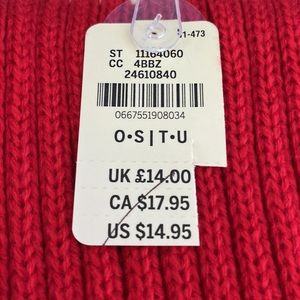 ST 11164060
CC 4BBZ
24610840
0667551908034
O•S | T•U
UK £14.00
CA $17.95
US $14.95